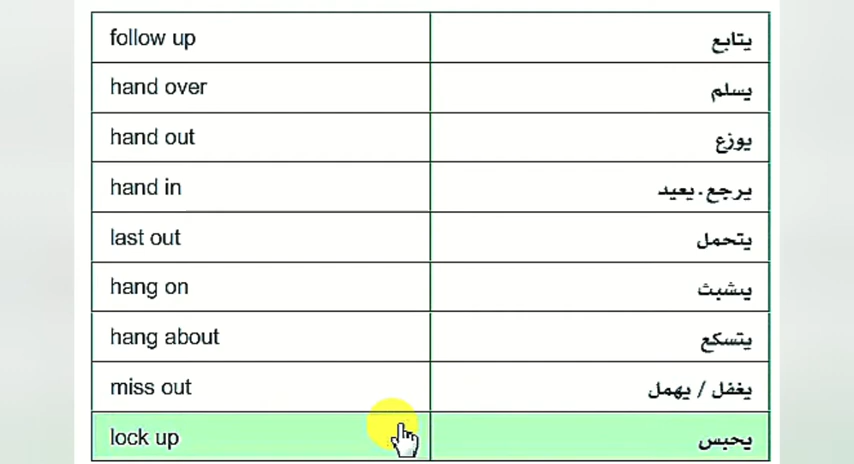 follow up يتابع
hand over يسلم
hand out يوزع
hand in يرجع . يعيد
last out يتحمل
hang on يتشبث
hang about يتسكع
miss out يغفل / يهمل
lock up يحبس